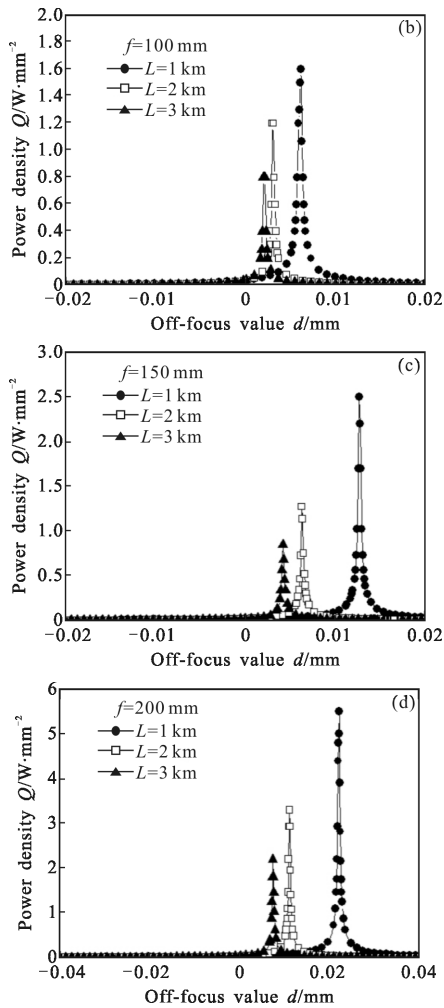 2.0
(b)
1.8
f=100 mm
1.6
L=1 km
1.4
L=2 km
1.2
L=3 km
1.0
0.8
0.6
0.4
0.2
0
Power density Q/W·mm⁻²
−0.02 −0.01 0 0.01 0.02
Off-focus value d/mm
3.0
(c)
f=150 mm
2.5
L=1 km
L=2 km
2.0
L=3 km
1.5
1.0
0.5
0
Power density Q/W·mm⁻²
−0.02 −0.01 0 0.01 0.02
Off-focus value d/mm
6
(d)
f=200 mm
5
L=1 km
L=2 km
4
L=3 km
3
2
1
0
Power density Q/W·mm⁻²
−0.04 −0.02 0 0.02 0.04
Off-focus value d/mm